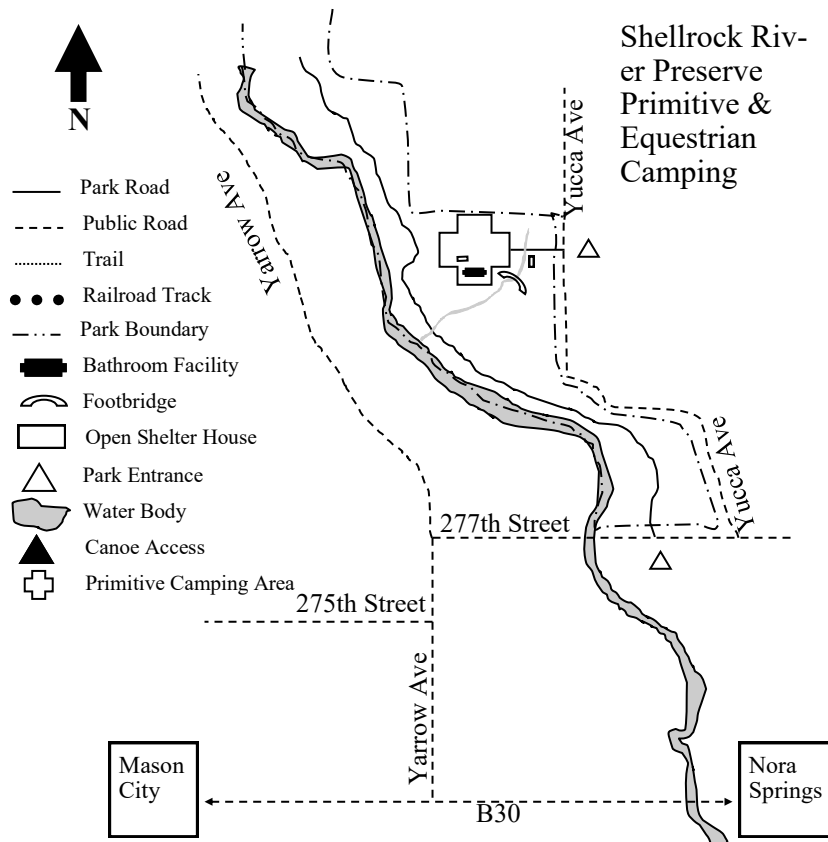 Shellrock Riv-
er Preserve
Primitive &
Equestrian
Camping
N
Yucca Ave
Yarrow Ave
Park Road
Public Road
Trail
Railroad Track
Park Boundary
Bathroom Facility
Footbridge
Open Shelter House
Park Entrance
Water Body
Canoe Access
Primitive Camping Area
Yucca Ave
277th Street
275th Street
Yarrow Ave
Mason
City
Nora
Springs
B30